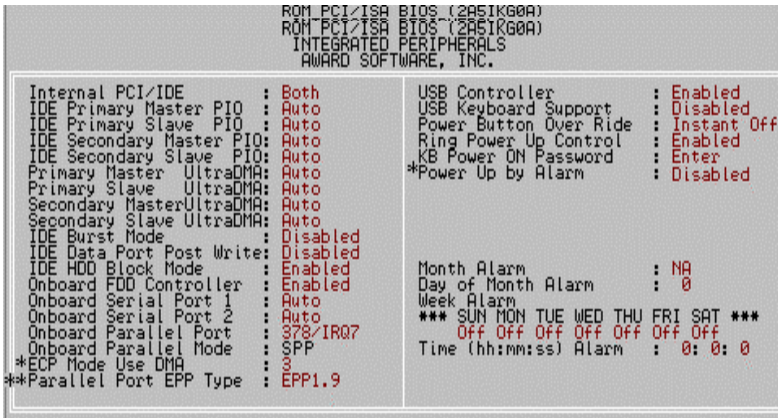 ROM PCI/ISA BIOS (2A5IKG0A)
ROM PCI/ISA BIOS (2A5IKG0A)
INTEGRATED PERIPHERALS
AWARD SOFTWARE, INC.
Internal PCI/IDE : Both
IDE Primary Master PIO : Auto
IDE Primary Slave PIO : Auto
IDE Secondary Master PIO: Auto
IDE Secondary Slave PIO: Auto
Primary Master UltraDMA: Auto
Primary Slave UltraDMA: Auto
Secondary MasterUltraDMA: Auto
Secondary Slave UltraDMA: Auto
IDE Burst Mode : Disabled
IDE Data Port Post Write: Disabled
IDE HDD Block Mode : Enabled
Onboard FDD Controller : Enabled
Onboard Serial Port 1 : Auto
Onboard Serial Port 2 : Auto
Onboard Parallel Port : 378/IRQ7
Onboard Parallel Mode : SPP
*ECP Mode Use DMA : 3
**Parallel Port EPP Type : EPP1.9
USB Controller : Enabled
USB Keyboard Support : Disabled
Power Button Over Ride : Instant Off
Ring Power Up Control : Enabled
KB Power ON Password : Enter
*Power Up by Alarm : Disabled
Month Alarm : NA
Day of Month Alarm : 0
Week Alarm
*** SUN MON TUE WED THU FRI SAT ***
Off Off Off Off Off Off Off
Time (hh:mm:ss) Alarm : 0: 0: 0